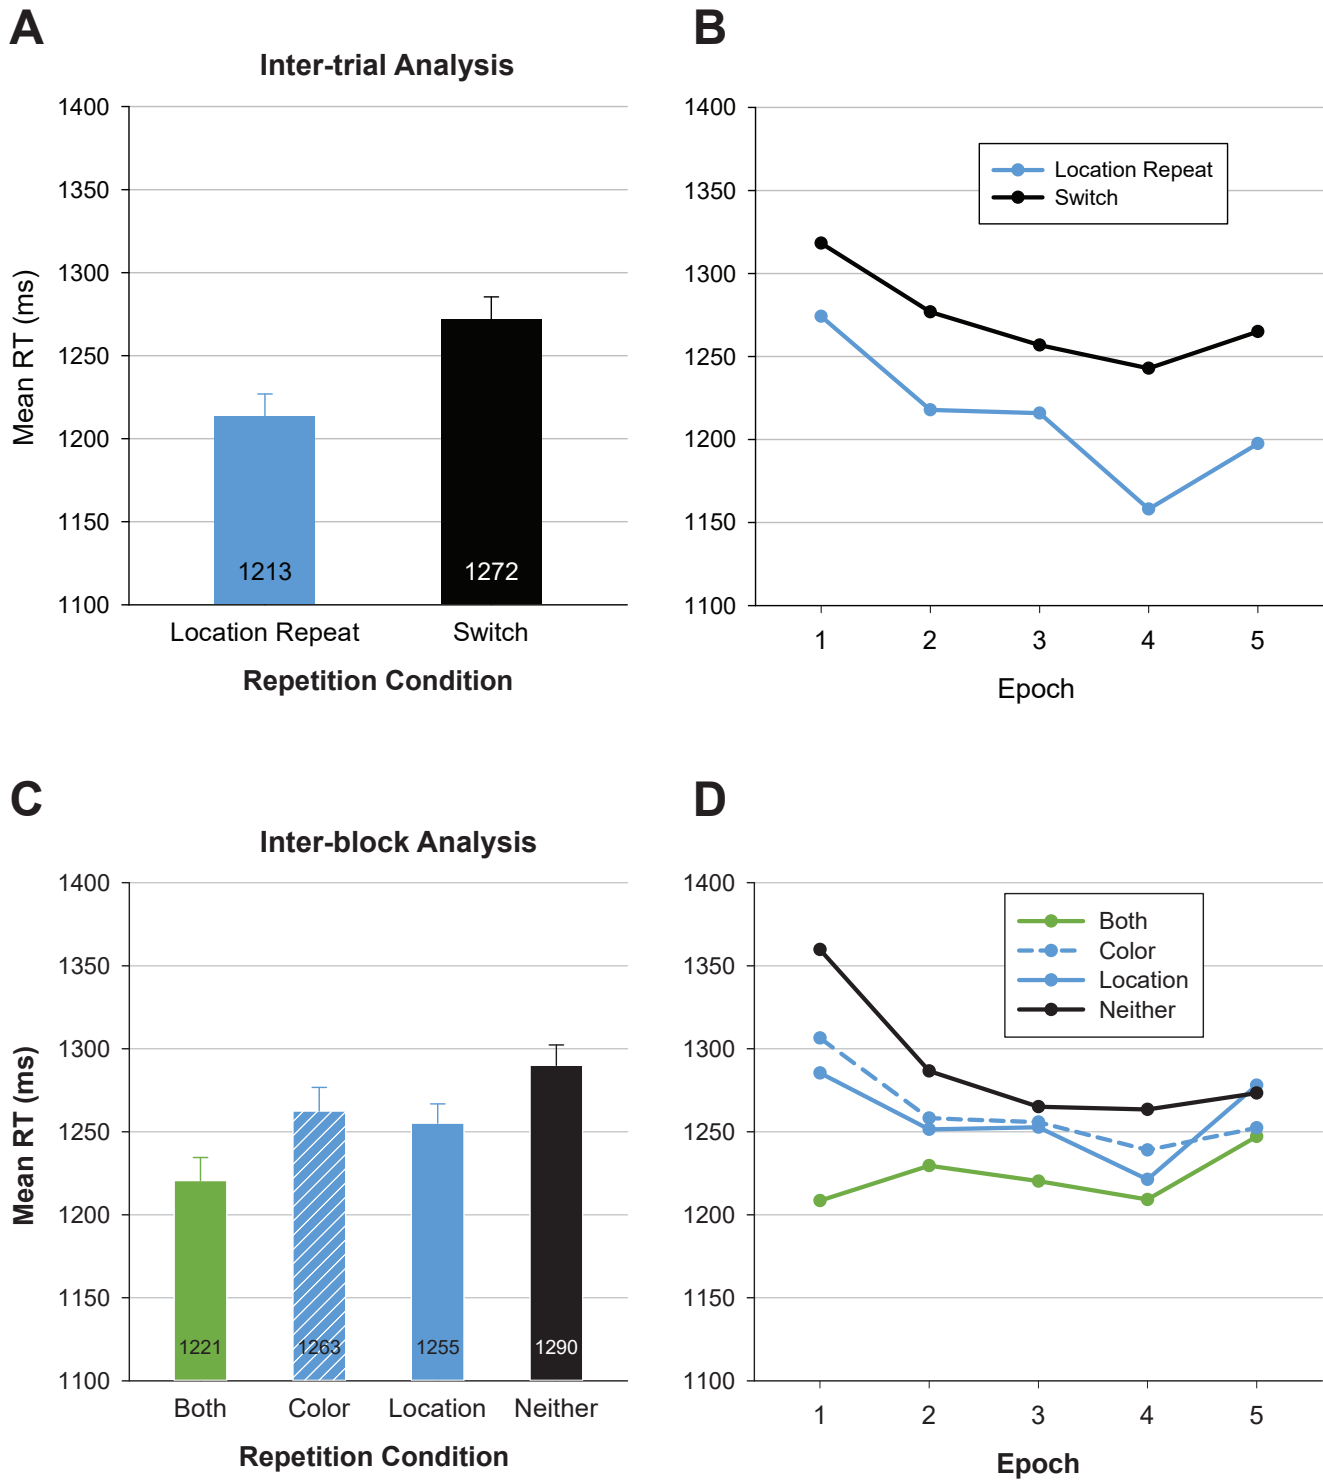 A
Inter-trial Analysis
1400
1350
1300
1250
1200
1150
1100
Mean RT (ms)
1213
1272
Location Repeat
Switch
Repetition Condition
B
1400
1350
1300
1250
1200
1150
1100
Location Repeat
Switch
1 2 3 4 5
Epoch
C
Inter-block Analysis
1400
1350
1300
1250
1200
1150
1100
Mean RT (ms)
1221
1263
1255
1290
Both
Color
Location
Neither
Repetition Condition
D
1400
1350
1300
1250
1200
1150
1100
Both
Color
Location
Neither
1 2 3 4 5
Epoch